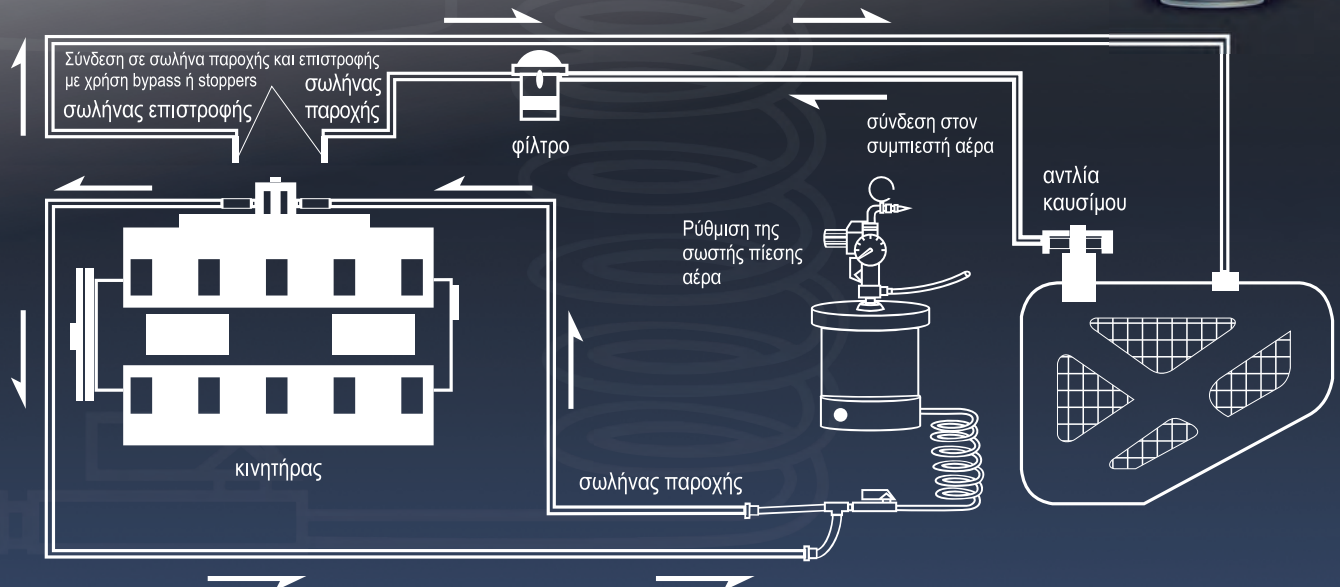 Σύνδεση σε σωλήνα παροχής και επιστροφής
με χρήση bypass ή stoppers
σωλήνας επιστροφής
σωλήνας
παροχής
φίλτρο
σύνδεση στον
συμπιεστή αέρα
αντλία
καυσίμου
Ρύθμιση της
σωστής πίεσης
αέρα
κινητήρας
σωλήνας παροχής